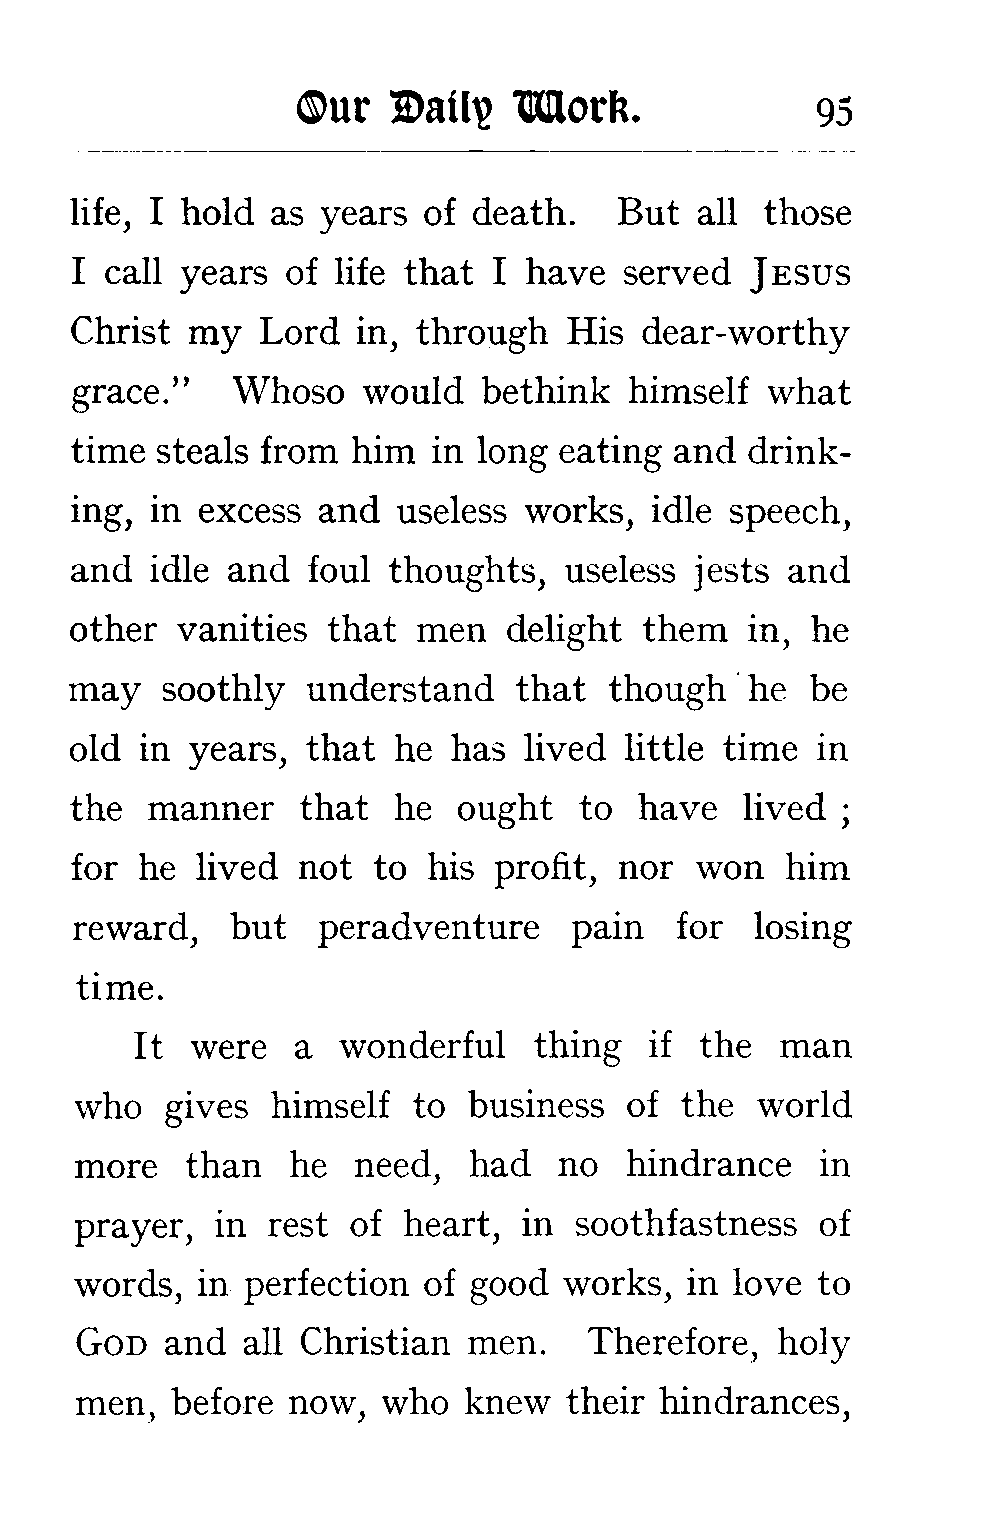 Our Daily Work. 95
life, I hold as years of death. But all those
I call years of life that I have served JESUS
Christ my Lord in, through His dear-worthy
grace.” Whoso would bethink himself what
time steals from him in long eating and drink-
ing, in excess and useless works, idle speech,
and idle and foul thoughts, useless jests and
other vanities that men delight them in, he
may soothly understand that though he be
old in years, that he has lived little time in
the manner that he ought to have lived ;
for he lived not to his profit, nor won him
reward, but peradventure pain for losing
time.
It were a wonderful thing if the man
who gives himself to business of the world
more than he need, had no hindrance in
prayer, in rest of heart, in soothfastness of
words, in perfection of good works, in love to
GOD and all Christian men. Therefore, holy
men, before now, who knew their hindrances,